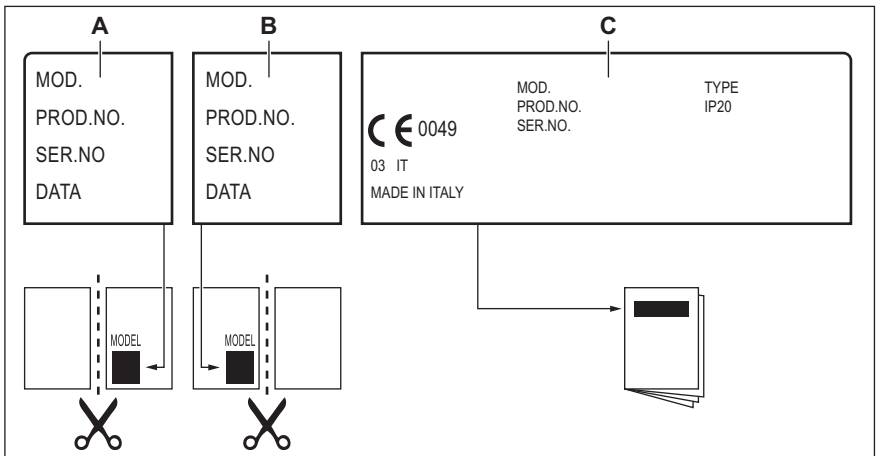 A
B
C
MOD.
PROD.NO.
SER.NO
DATA
MOD.
PROD.NO.
SER.NO
DATA
CE 0049
03 IT
MADE IN ITALY
MOD.
PROD.NO.
SER.NO.
TYPE
IP20
MODEL
MODEL